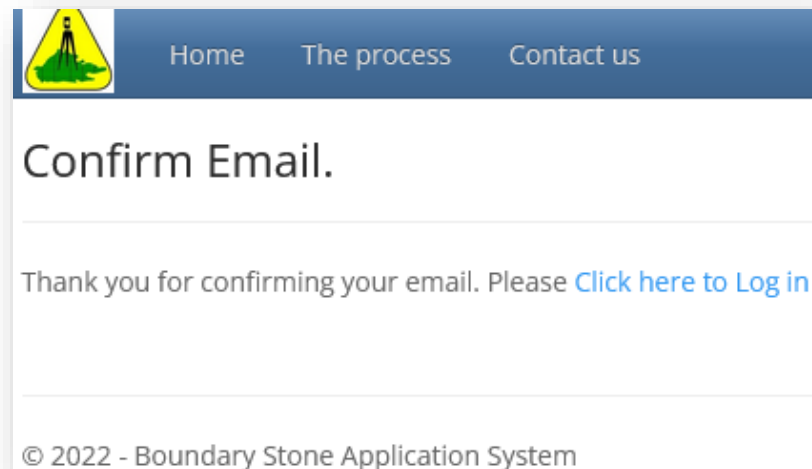 Home The process Contact us
Confirm Email.
Thank you for confirming your email. Please Click here to Log in
© 2022 - Boundary Stone Application System